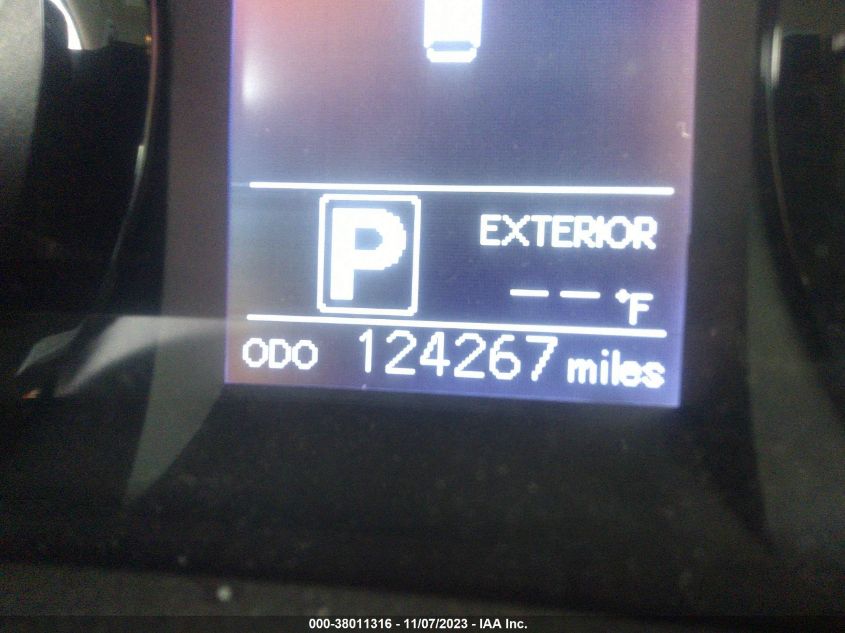 P
EXTERIOR
-- °F
ODO 124267 miles
000-38011316 - 11/07/2023 - IAA Inc.